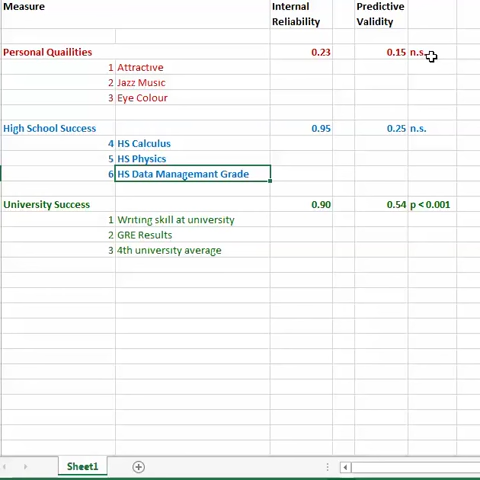 Measure Internal Reliability Predictive Validity
Personal Quailities 0.23 0.15 n.s.
1 Attractive
2 Jazz Music
3 Eye Colour
High School Success 0.95 0.25 n.s.
4 HS Calculus
5 HS Physics
6 HS Data Managemant Grade
University Success 0.90 0.54 p < 0.001
1 Writing skill at university
2 GRE Results
3 4th university average
Sheet1